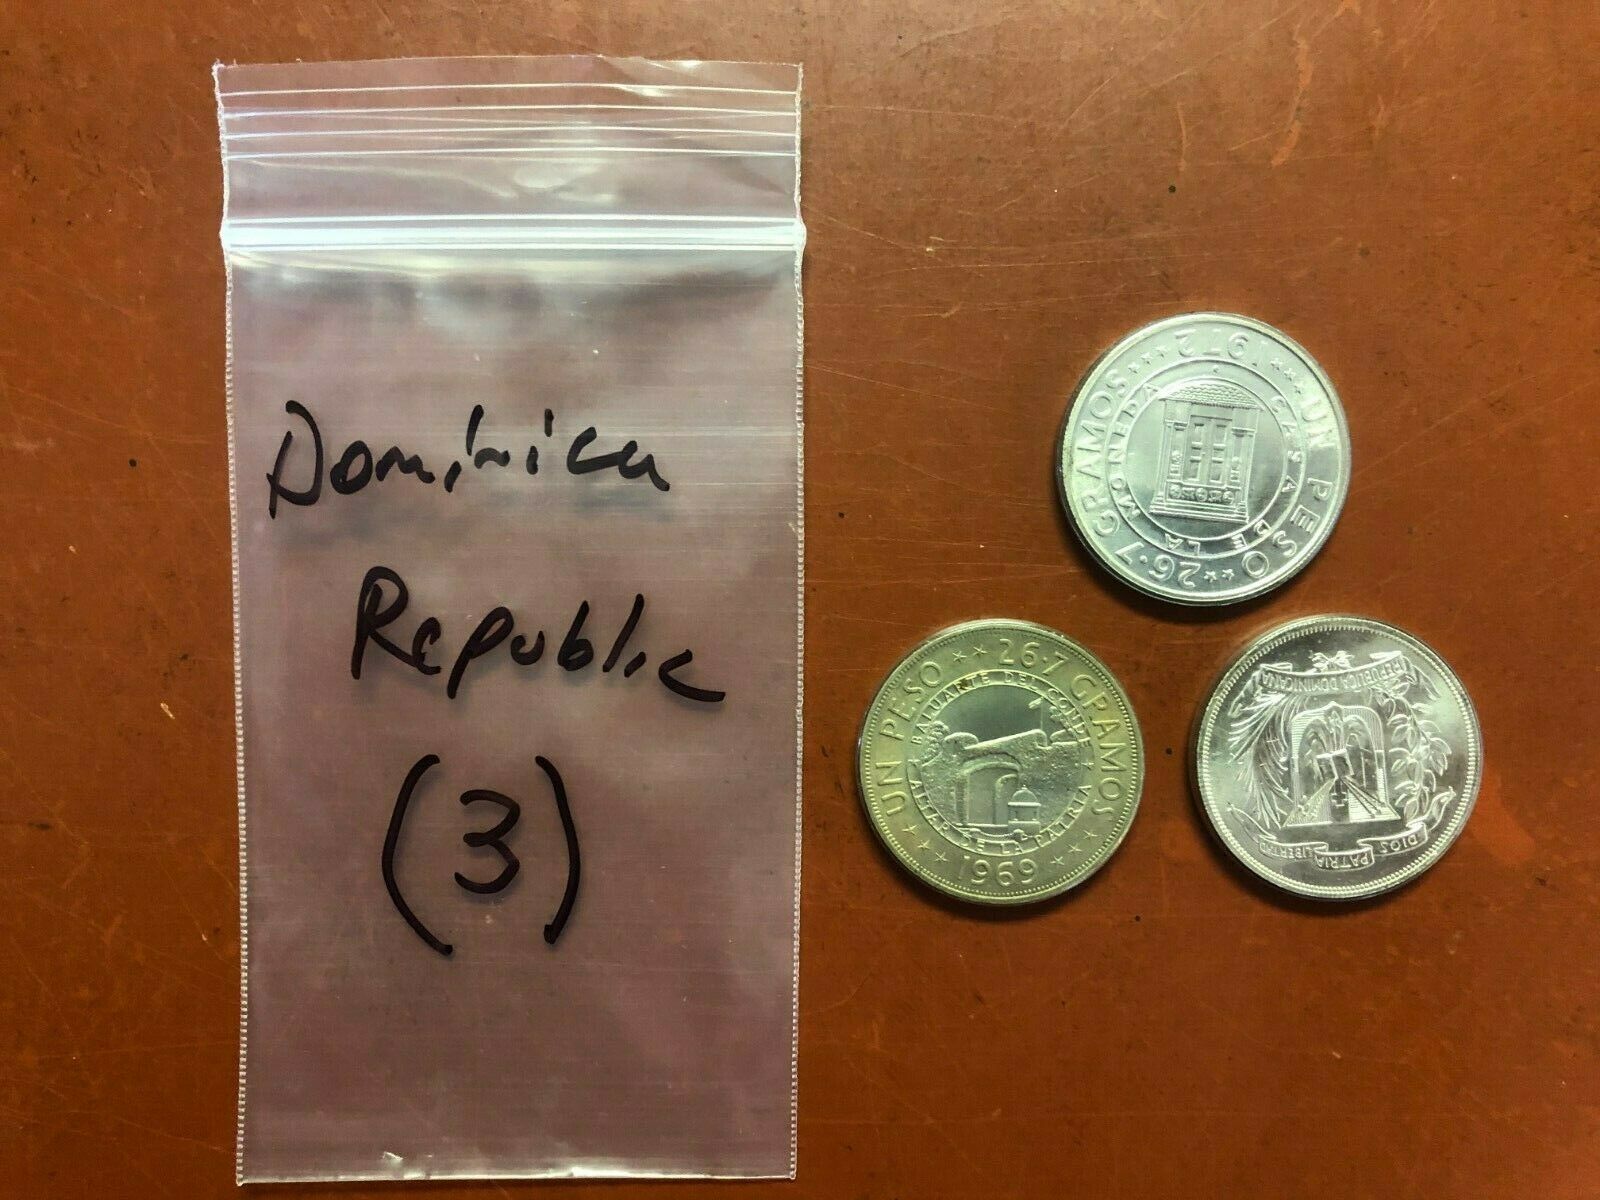 Dominica
Republic
(3)
1972 *** UN PESO ** 26.7 GRAMOS ***
CASA DE LA MONEDA
UN PESO ** 26.7 GRAMOS
BALUARTE DEL CONDE
ALTAR DE LA PATRIA
1969
REPUBLICA DOMINICANA
DIOS PATRIA LIBERTAD